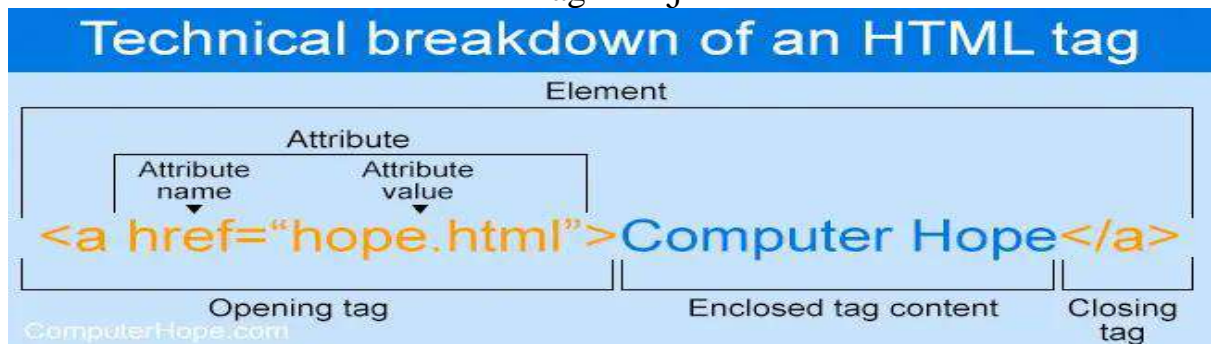 Technical breakdown of an HTML tag
Element
Attribute
Attribute name
Attribute value
<a href=“hope.html”>Computer Hope</a>
Opening tag
Enclosed tag content
Closing tag
ComputerHope.com